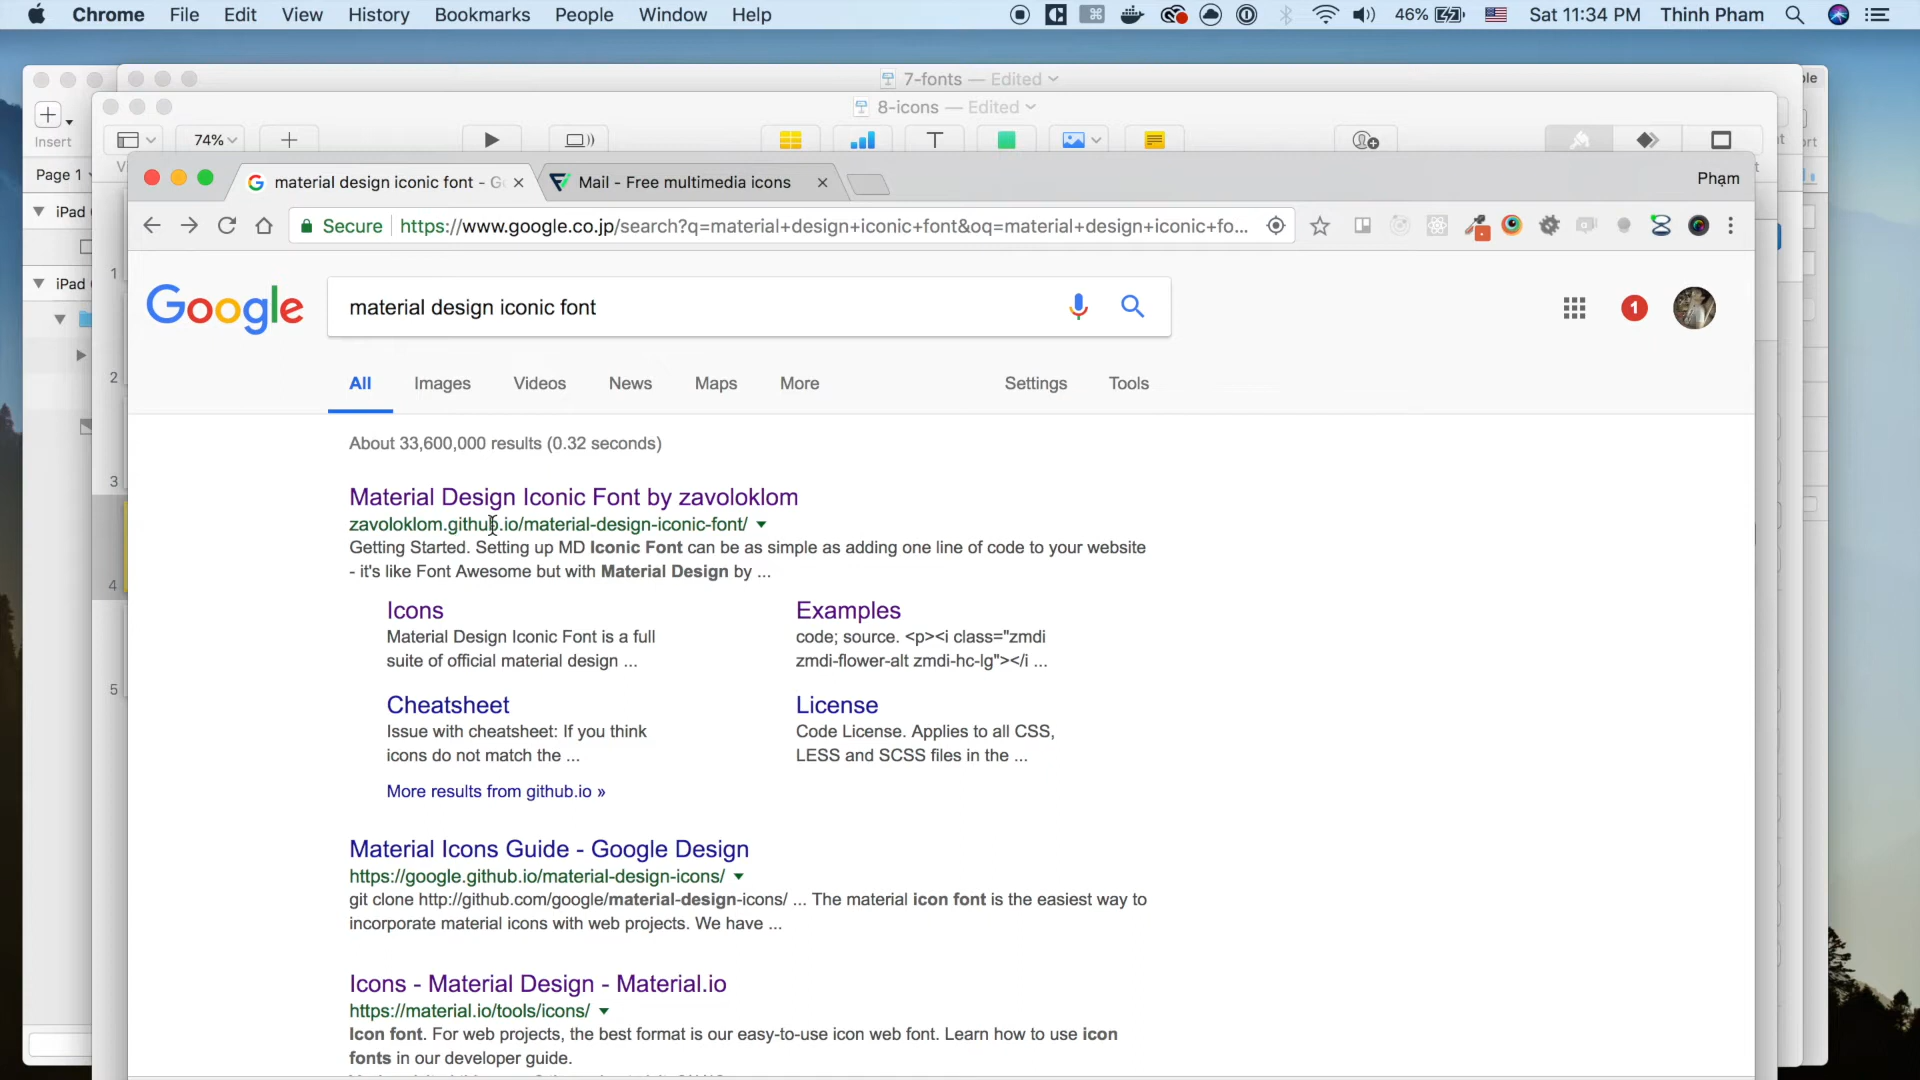 Chrome File Edit View History Bookmarks People Window Help 46% Sat 11:34 PM Thinh Pham
7-fonts — Edited
8-icons — Edited
Insert
74%
Page 1
material design iconic font - G
Mail - Free multimedia icons
Phạm
iPad
iPad
Secure https://www.google.co.jp/search?q=material+design+iconic+font&oq=material+design+iconic+fo...
Google
material design iconic font
1
All Images Videos News Maps More Settings Tools
About 33,600,000 results (0.32 seconds)
Material Design Iconic Font by zavoloklom
zavoloklom.github.io/material-design-iconic-font/
Getting Started. Setting up MD Iconic Font can be as simple as adding one line of code to your website
- it's like Font Awesome but with Material Design by ...
Icons
Material Design Iconic Font is a full
suite of official material design ...
Examples
code; source. <p><i class="zmdi
zmdi-flower-alt zmdi-hc-lg"></i ...
Cheatsheet
Issue with cheatsheet: If you think
icons do not match the ...
License
Code License. Applies to all CSS,
LESS and SCSS files in the ...
More results from github.io »
Material Icons Guide - Google Design
https://google.github.io/material-design-icons/
git clone http://github.com/google/material-design-icons/ ... The material icon font is the easiest way to
incorporate material icons with web projects. We have ...
Icons - Material Design - Material.io
https://material.io/tools/icons/
Icon font. For web projects, the best format is our easy-to-use icon web font. Learn how to use icon
fonts in our developer guide.
1
2
3
4
5